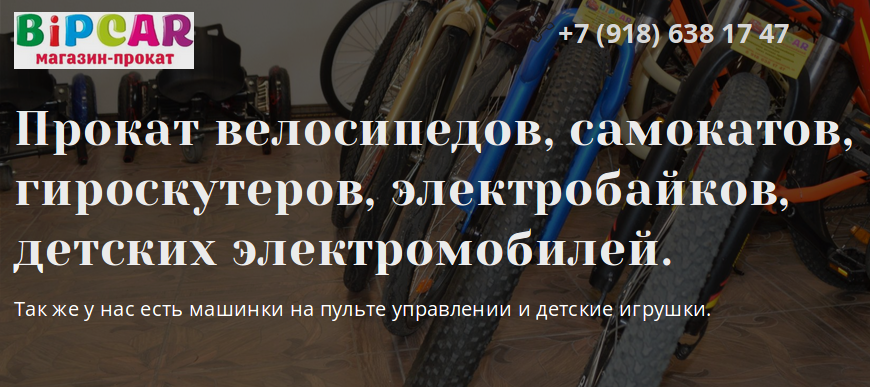 BiPCAR
магазин-прокат
+7 (918) 638 17 47
Прокат велосипедов, самокатов,
гироскутеров, электробайков,
детских электромобилей.
Так же у нас есть машинки на пульте управлении и детские игрушки.